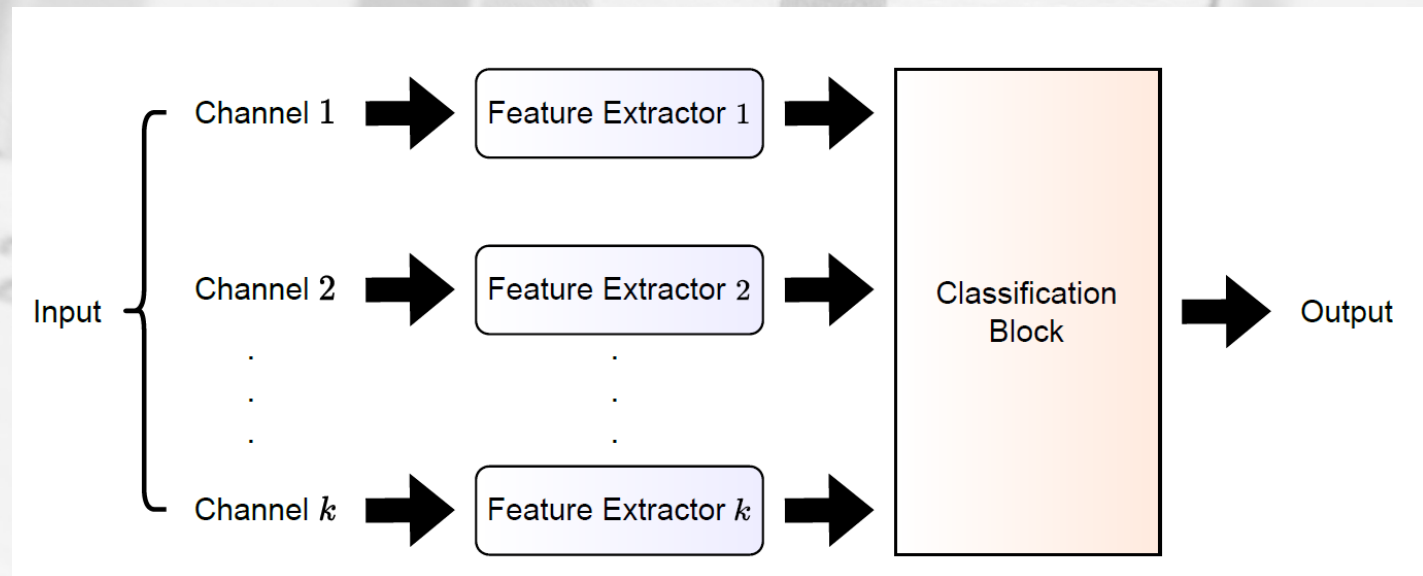 Channel 1
Feature Extractor 1
Channel 2
Feature Extractor 2
Input
Classification
Block
Output
.
.
.
.
.
.
Channel k
Feature Extractor k